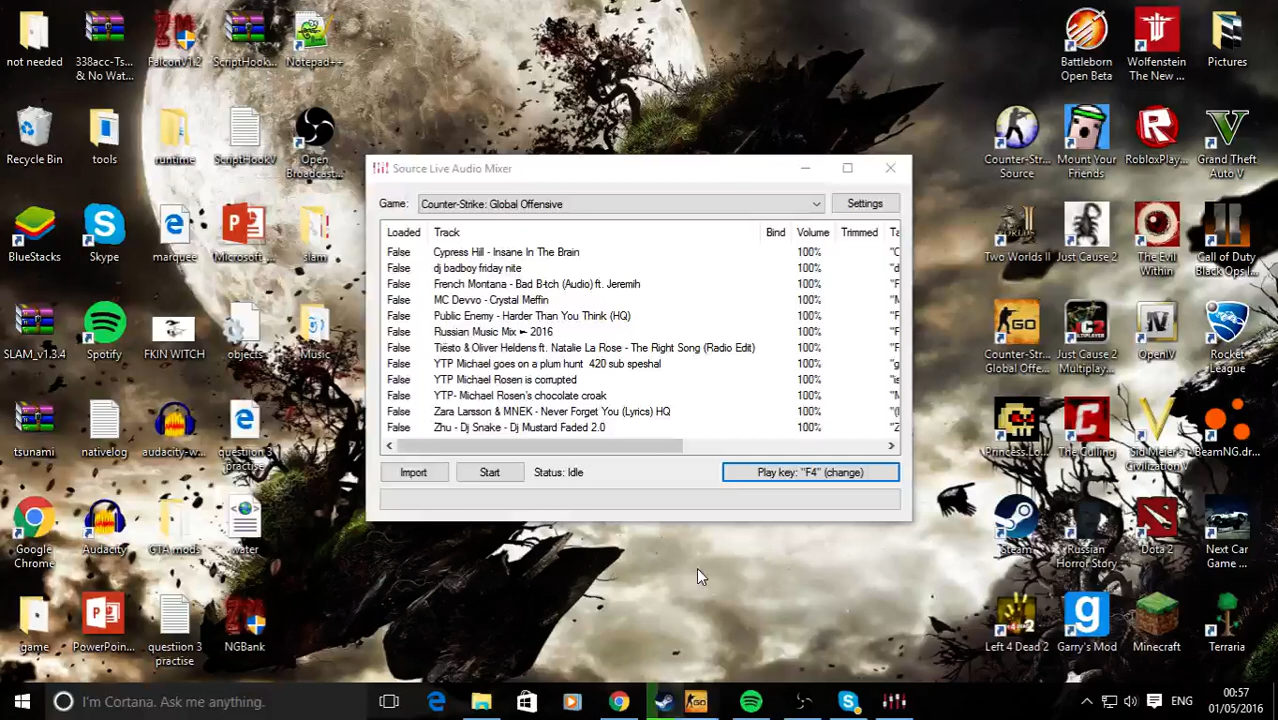 not needed
338acc-Ts...
& No Wat...
FalconV1.2
ScriptHook...
Notepad++
Recycle Bin
tools
runtime
ScriptHookV
Open
Broadcast...
BlueStacks
Skype
marquee
Microsoft_...
slam
SLAM_v1.3.4
Spotify
FKIN WITCH
objects
Music
tsunami
nativelog
audacity-w...
question 3
practise
Google
Chrome
Audacity
GTA mods
water
game
PowerPoin...
questiion 3
practise
NGBank
Source Live Audio Mixer
Game:
Counter-Strike: Global Offensive
Settings
Loaded Track Bind Volume Trimmed Ta
False Cypress Hill - Insane In The Brain 100% "C
False dj badboy friday nite 100% "d
False French Montana - Bad B-tch (Audio) ft. Jeremih 100% "F
False MC Devvo - Crystal Meffin 100% "M
False Public Enemy - Harder Than You Think (HQ) 100% "F
False Russian Music Mix ► 2016 100% "F
False Tiësto & Oliver Heldens ft. Natalie La Rose - The Right Song (Radio Edit) 100% "F
False YTP Michael goes on a plum hunt 420 sub speshal 100% "g
False YTP Michael Rosen is corrupted 100% "is
False YTP- Michael Rosen's chocolate croak 100% "F
False Zara Larsson & MNEK - Never Forget You (Lyrics) HQ 100% "(l
False Zhu - Dj Snake - Dj Mustard Faded 2.0 100% "Z
Import
Start
Status: Idle
Play key: "F4" (change)
Battleborn
Open Beta
Wolfenstein
The New ...
Pictures
Counter-Str...
Source
Mount Your
Friends
RobloxPlay...
Grand Theft
Auto V
Two Worlds II
Just Cause 2
The Evil
Within
Call of Duty
Black Ops I...
GO
Counter-Str...
Global Offe...
Just Cause 2
Multiplay...
OpenIV
Rocket
League
Princess.Lo...
The Culling
Sid Meier's
Civilization V
BeamNG.dr...
Steam
Russian
Horror Story
Dota 2
Next Car
Game ...
Left 4 Dead 2
Garry's Mod
Minecraft
Terraria
I'm Cortana. Ask me anything.
GO
ENG
00:57
01/05/2016